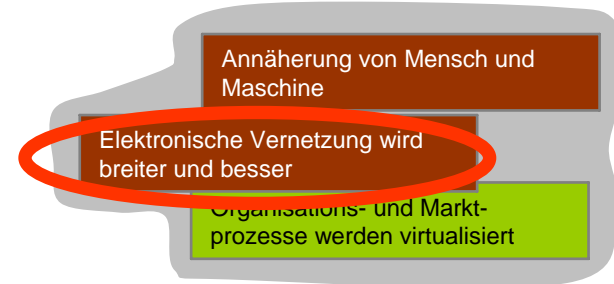 Annäherung von Mensch und
Maschine
Elektronische Vernetzung wird
breiter und besser
Organisations- und Markt-
prozesse werden virtualisiert